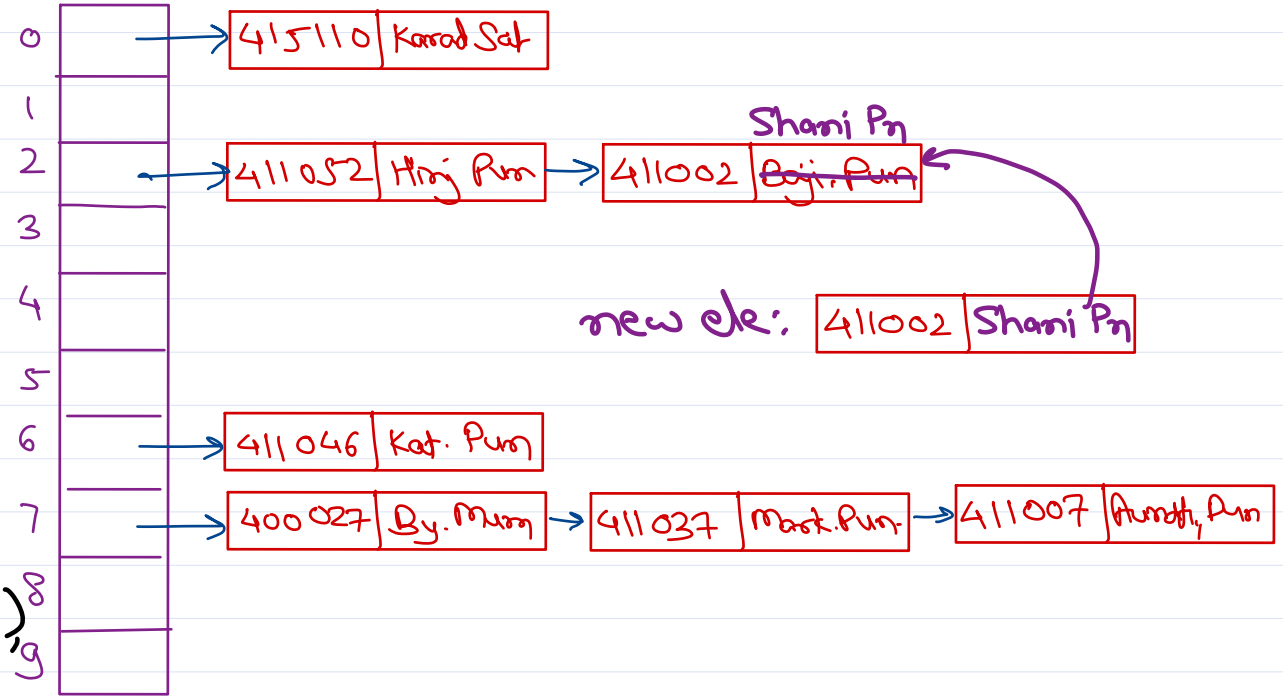 0 415110 Karad Sat
1
Shani Pn
2 411052 Hinj Pun 411002 Baji. Pun
3
4
new ele: 411002 Shani Pn
5
6 411046 Kat. Pun
7 400027 By. Mum 411037 Mark. Pun. 411007 Aundh, Pun
8
),
9